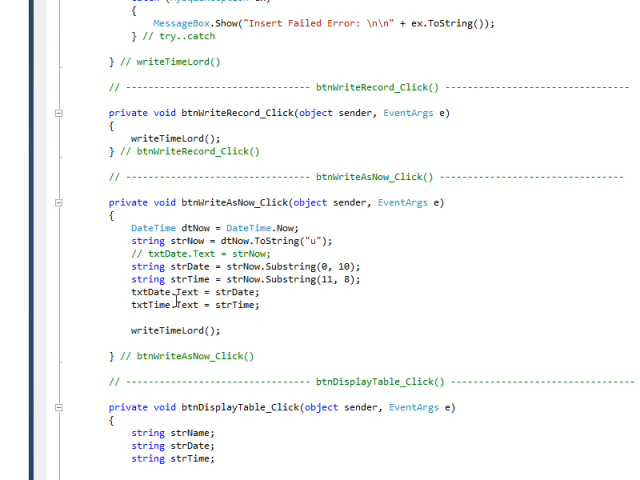 {
MessageBox.Show("Insert Failed Error: \n\n" + ex.ToString());
} // try..catch
} // writeTimeLord()
// --------------------------------- btnWriteRecord_Click() ---------------------------------
private void btnWriteRecord_Click(object sender, EventArgs e)
{
writeTimeLord();
} // btnWriteRecord_Click()
// --------------------------------- btnWriteAsNow_Click() ---------------------------------
private void btnWriteAsNow_Click(object sender, EventArgs e)
{
DateTime dtNow = DateTime.Now;
string strNow = dtNow.ToString("u");
// txtDate.Text = strNow;
string strDate = strNow.Substring(0, 10);
string strTime = strNow.Substring(11, 8);
txtDate.Text = strDate;
txtTime.Text = strTime;
writeTimeLord();
} // btnWriteAsNow_Click()
// --------------------------------- btnDisplayTable_Click() ---------------------------------
private void btnDisplayTable_Click(object sender, EventArgs e)
{
string strName;
string strDate;
string strTime;